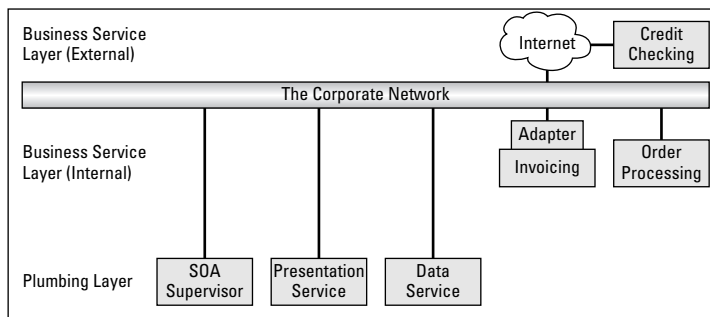 Business Service
Layer (External)
Internet
Credit
Checking
The Corporate Network
Business Service
Layer (Internal)
Adapter
Invoicing
Order
Processing
Plumbing Layer
SOA
Supervisor
Presentation
Service
Data
Service